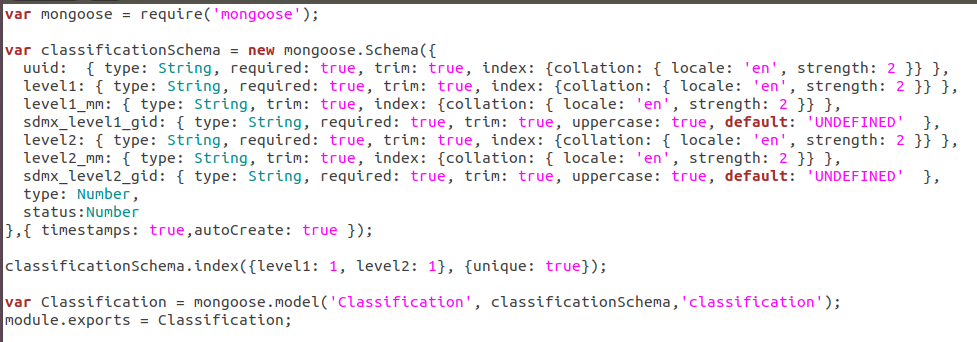 var mongoose = require('mongoose');
var classificationSchema = new mongoose.Schema({
uuid:  { type: String, required: true, trim: true, index: {collation: { locale: 'en', strength: 2 }} },
level1: { type: String, required: true, trim: true, index: {collation: { locale: 'en', strength: 2 }} },
level1_mm: { type: String, trim: true, index: {collation: { locale: 'en', strength: 2 }} },
sdmx_level1_gid: { type: String, required: true, trim: true, uppercase: true, default: 'UNDEFINED'  },
level2: { type: String, required: true, trim: true, index: {collation: { locale: 'en', strength: 2 }} },
level2_mm: { type: String, trim: true, index: {collation: { locale: 'en', strength: 2 }} },
sdmx_level2_gid: { type: String, required: true, trim: true, uppercase: true, default: 'UNDEFINED'  },
type: Number,
status:Number
},{ timestamps: true,autoCreate: true });
classificationSchema.index({level1: 1, level2: 1}, {unique: true});
var Classification = mongoose.model('Classification', classificationSchema,'classification');
module.exports = Classification;